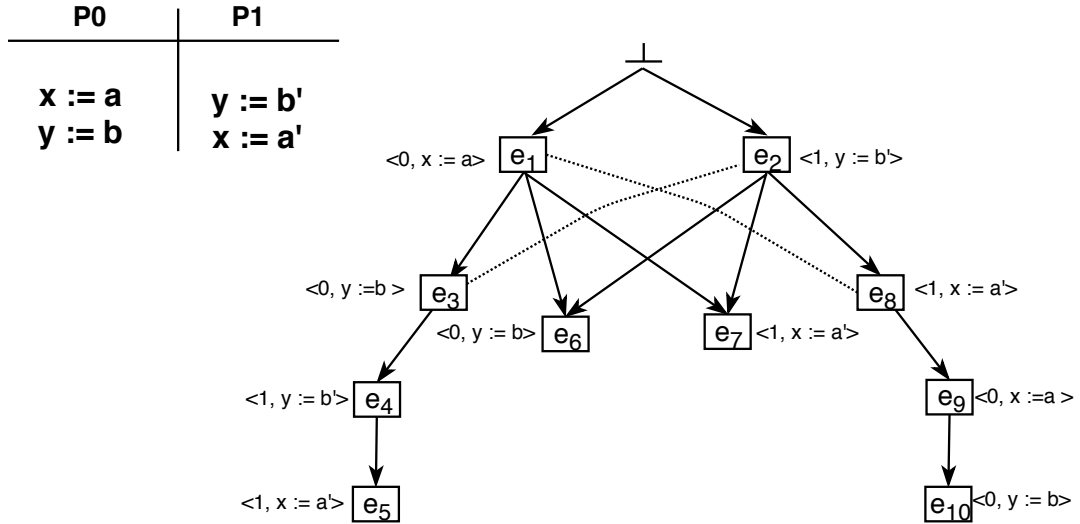 P0 P1
x := a y := b'
y := b x := a'
⊥
<0, x := a> e1 e2 <1, y := b'>
<0, y :=b > e3 e8 <1, x := a'>
<0, y := b> e6 e7 <1, x := a'>
<1, y := b'> e4 e9 <0, x :=a >
<1, x := a'> e5 e10 <0, y := b>